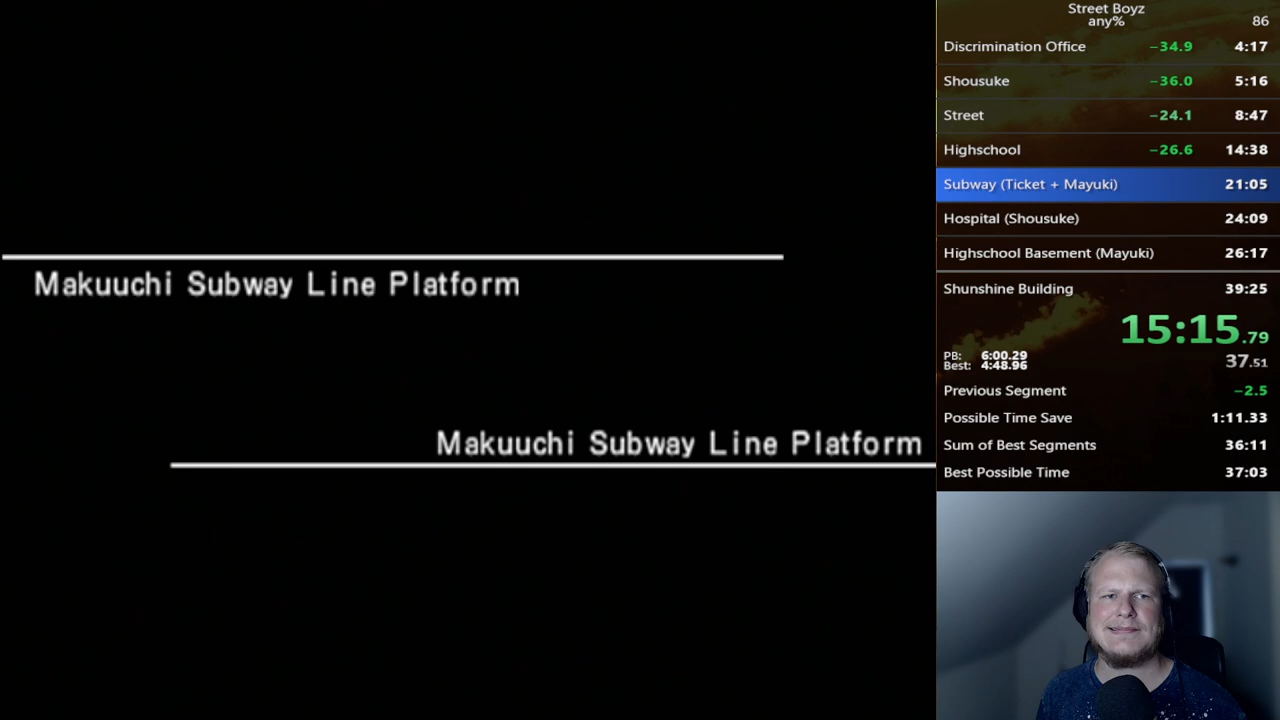 Makuuchi Subway Line Platform
Makuuchi Subway Line Platform
Street Boyz
any% 86
Discrimination Office -34.9 4:17
Shousuke -36.0 5:16
Street -24.1 8:47
Highschool -26.6 14:38
Subway (Ticket + Mayuki) 21:05
Hospital (Shousuke) 24:09
Highschool Basement (Mayuki) 26:17
Shunshine Building 39:25
15:15.79
PB: 6:00.29
Best: 4:48.96
37.51
Previous Segment -2.5
Possible Time Save 1:11.33
Sum of Best Segments 36:11
Best Possible Time 37:03